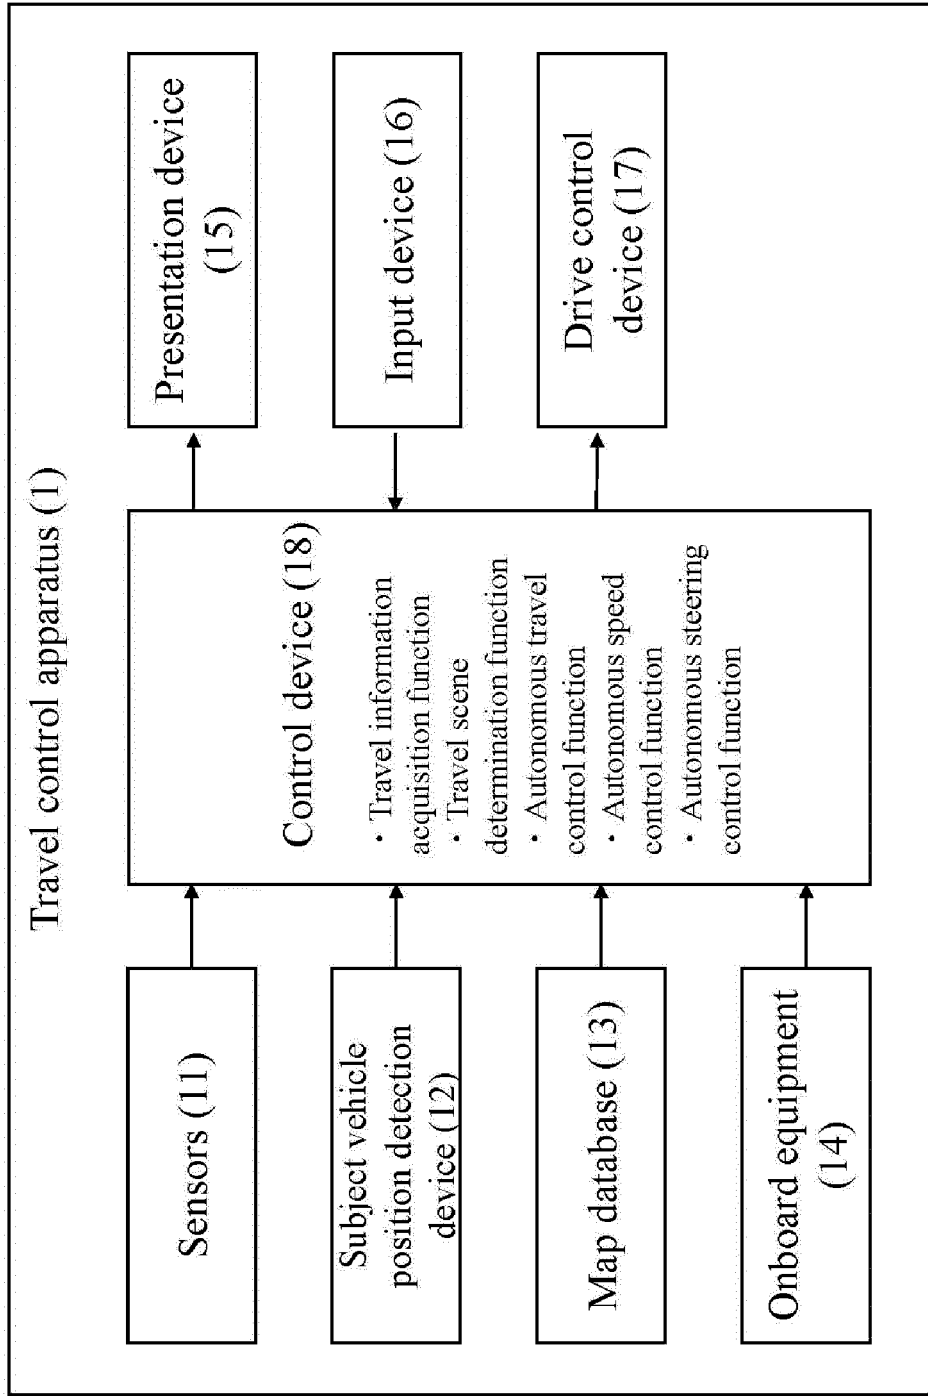 Travel control apparatus (1)
Sensors (11)
Subject vehicle
position detection
device (12)
Map database (13)
Onboard equipment
(14)
Control device (18)
・Travel information
acquisition function
・Travel scene
determination function
・Autonomous travel
control function
・Autonomous speed
control function
・Autonomous steering
control function
Presentation device
(15)
Input device (16)
Drive control
device (17)